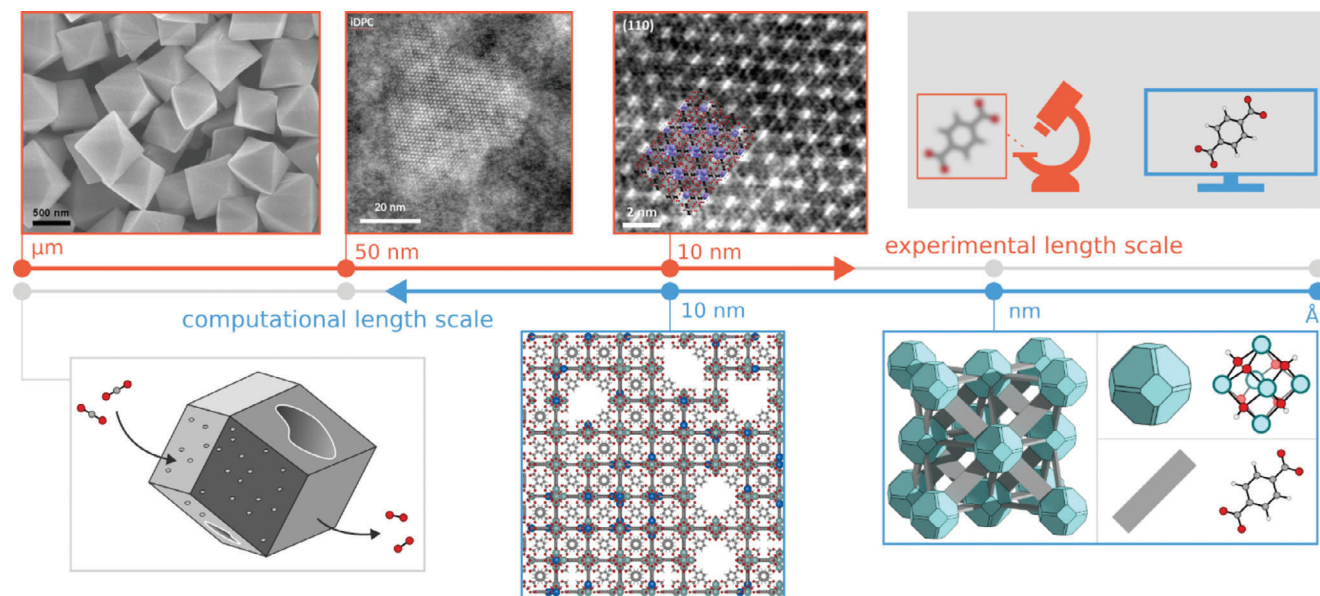 iDPC
(110)
500 nm
20 nm
2 nm
μm
50 nm
10 nm
experimental length scale
computational length scale
10 nm
nm
Å